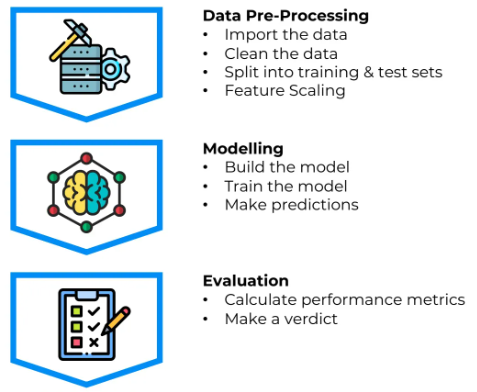 Data Pre-Processing
• Import the data
• Clean the data
• Split into training & test sets
• Feature Scaling
Modelling
• Build the model
• Train the model
• Make predictions
Evaluation
• Calculate performance metrics
• Make a verdict